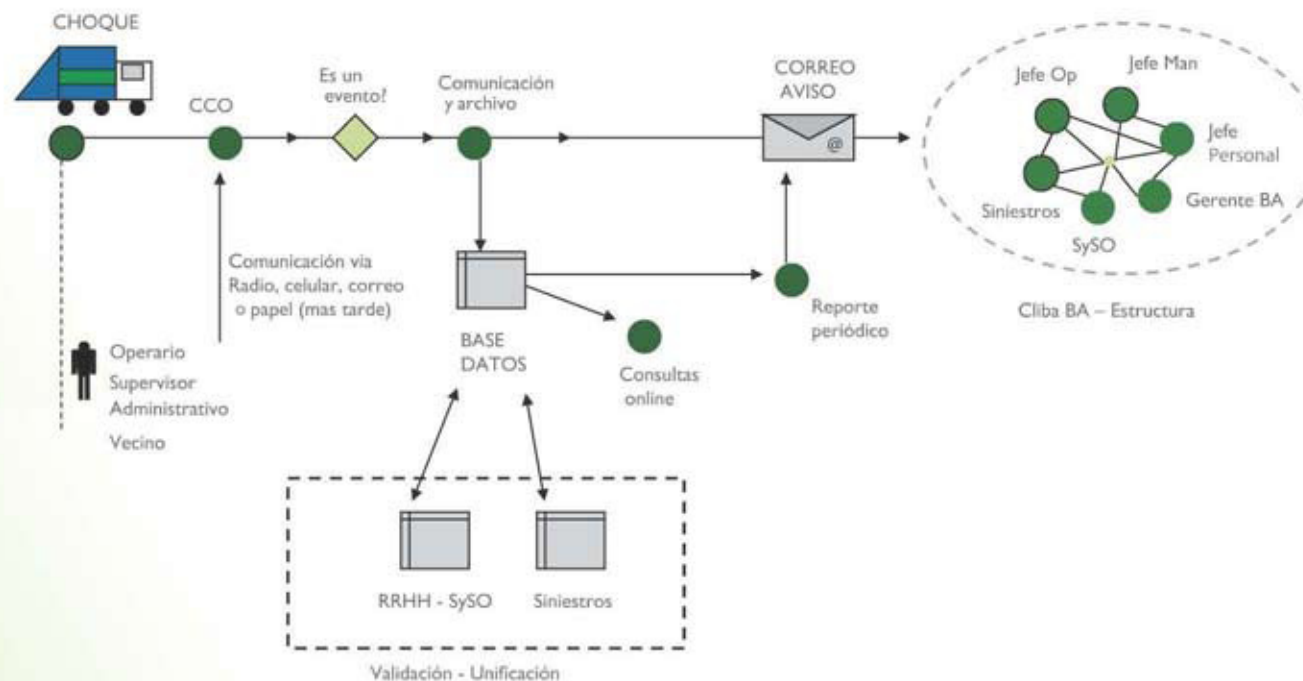 CHOQUE
CCO
Es un
evento?
Comunicación
y archivo
CORREO
AVISO
@
Jefe Op
Jefe Man
Jefe
Personal
Gerente BA
SySO
Siniestros
Cliba BA – Estructura
Comunicación via
Radio, celular, correo
o papel (mas tarde)
Operario
Supervisor
Administrativo
Vecino
BASE
DATOS
Consultas
online
Reporte
periódico
RRHH - SySO
Siniestros
Validación - Unificación